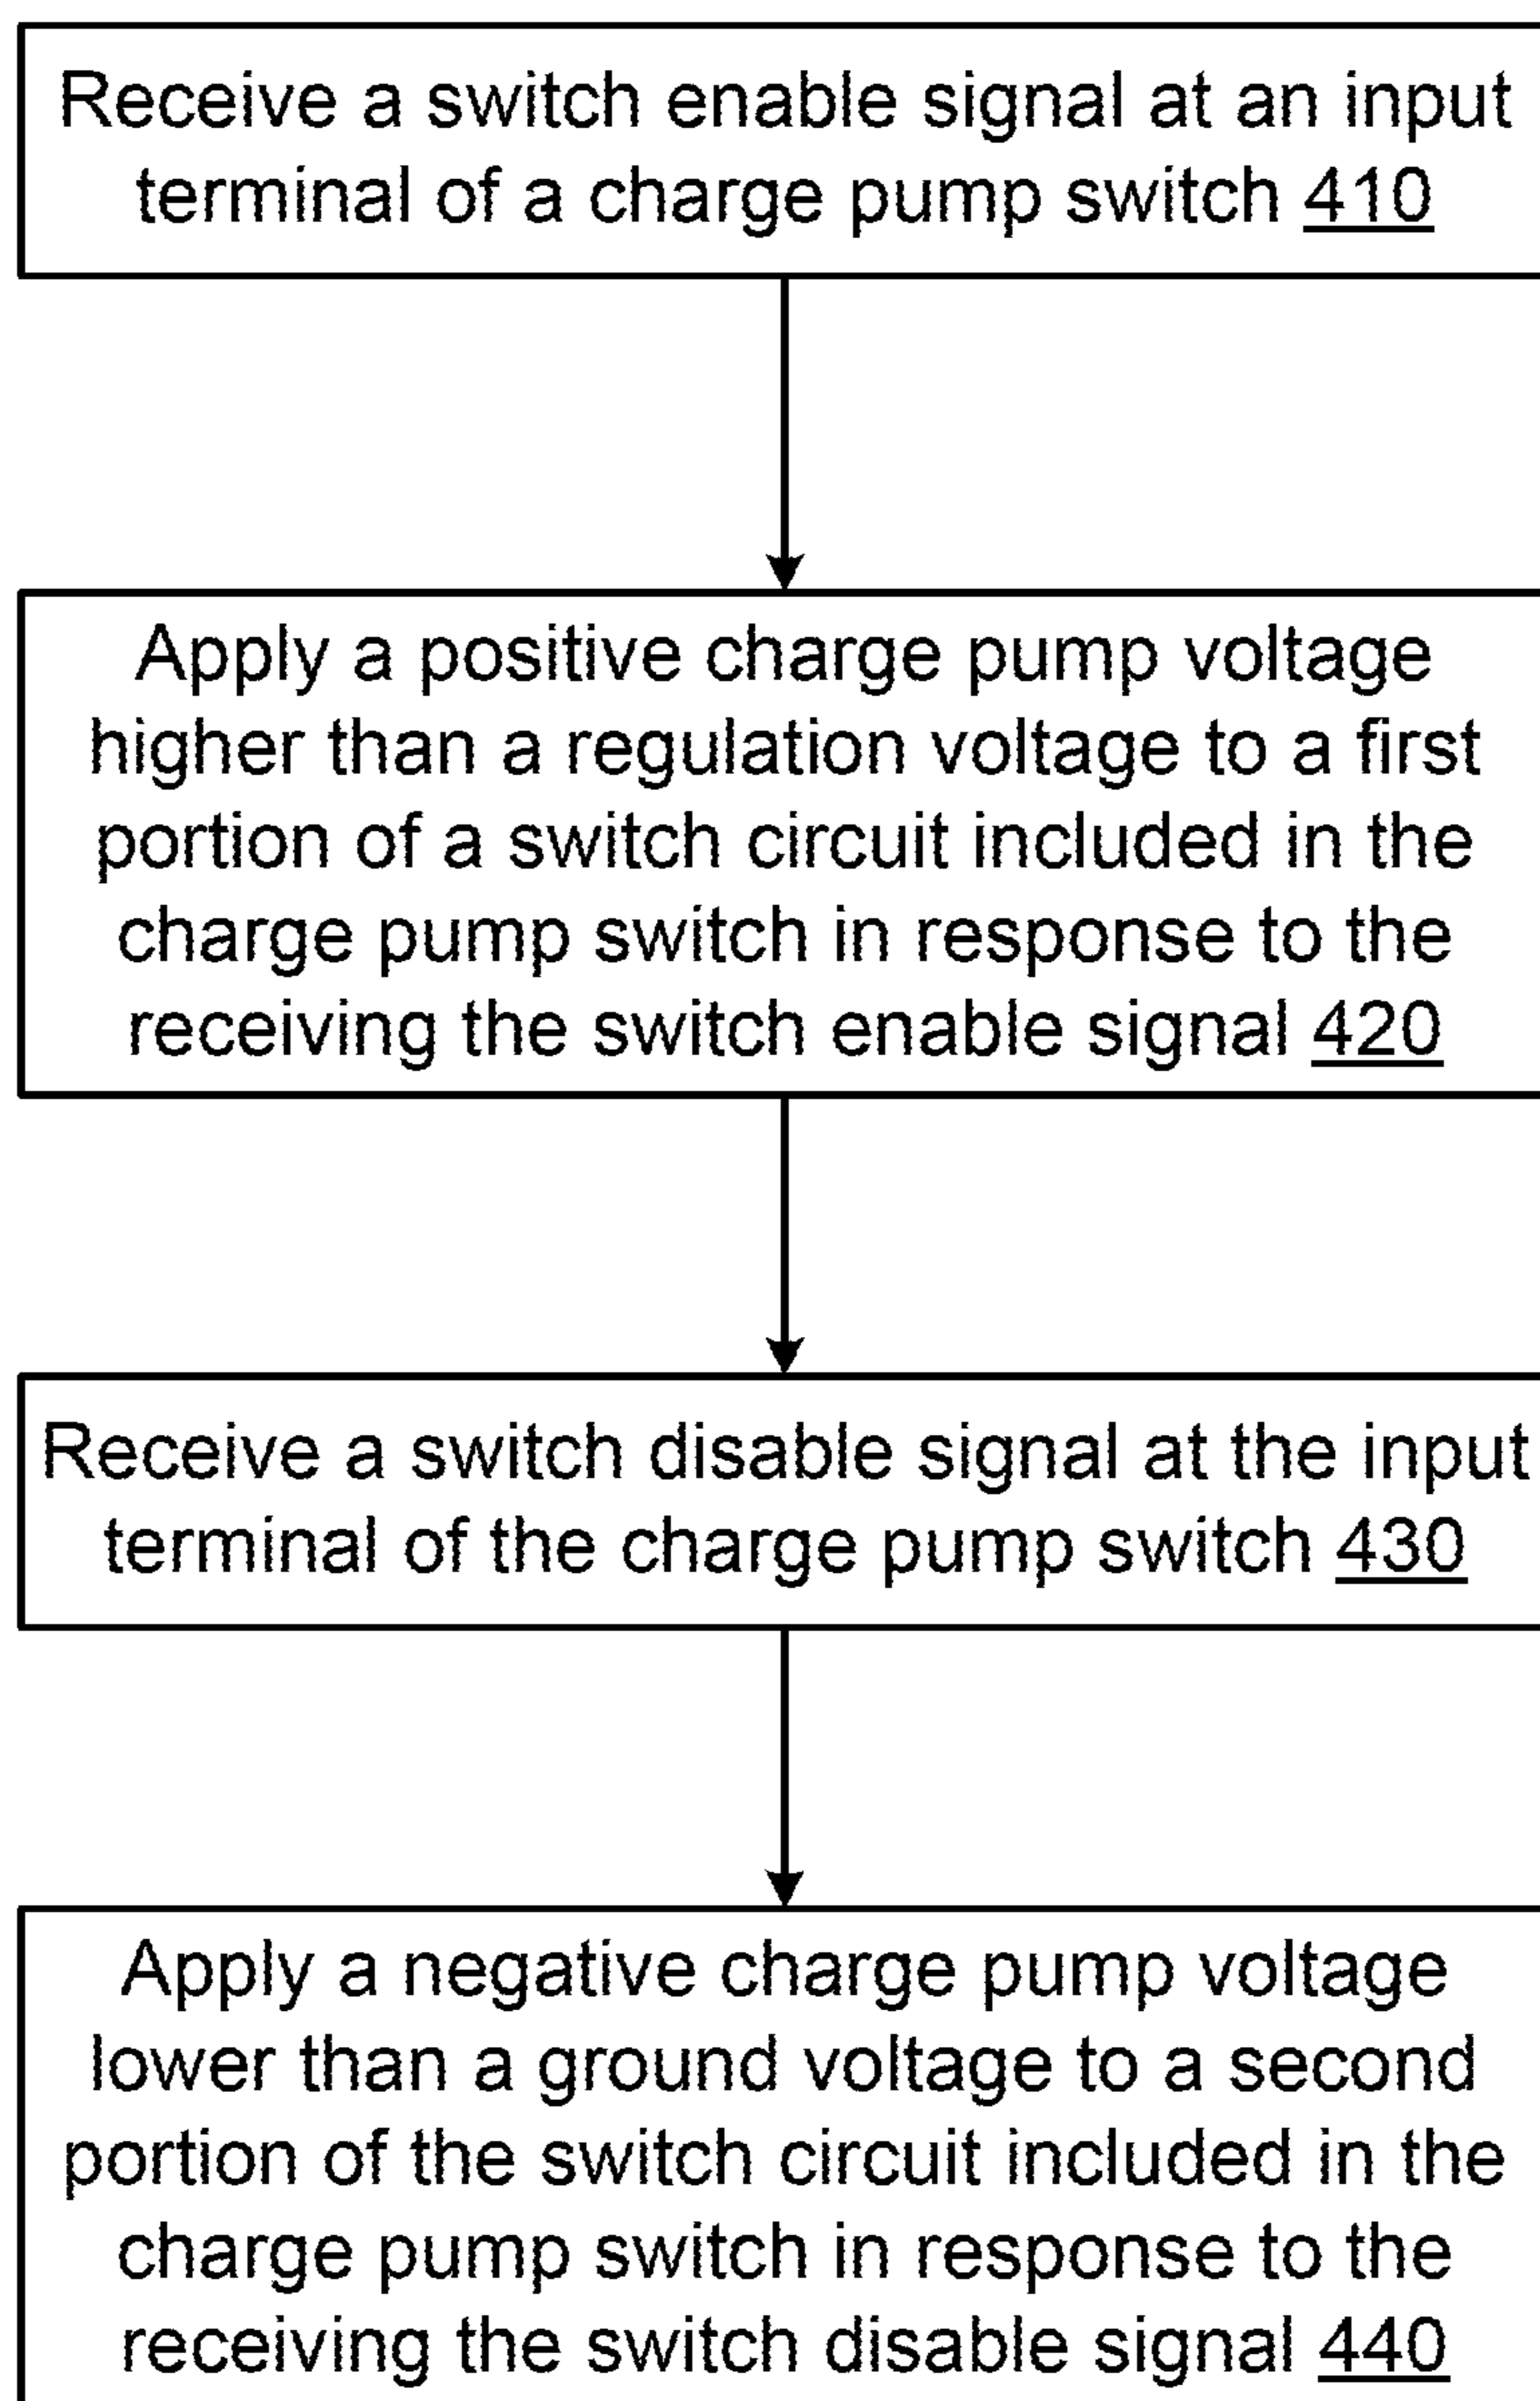 Receive a switch enable signal at an input
terminal of a charge pump switch 410
Apply a positive charge pump voltage
higher than a regulation voltage to a first
portion of a switch circuit included in the
charge pump switch in response to the
receiving the switch enable signal 420
Receive a switch disable signal at the input
terminal of the charge pump switch 430
Apply a negative charge pump voltage
lower than a ground voltage to a second
portion of the switch circuit included in the
charge pump switch in response to the
receiving the switch disable signal 440